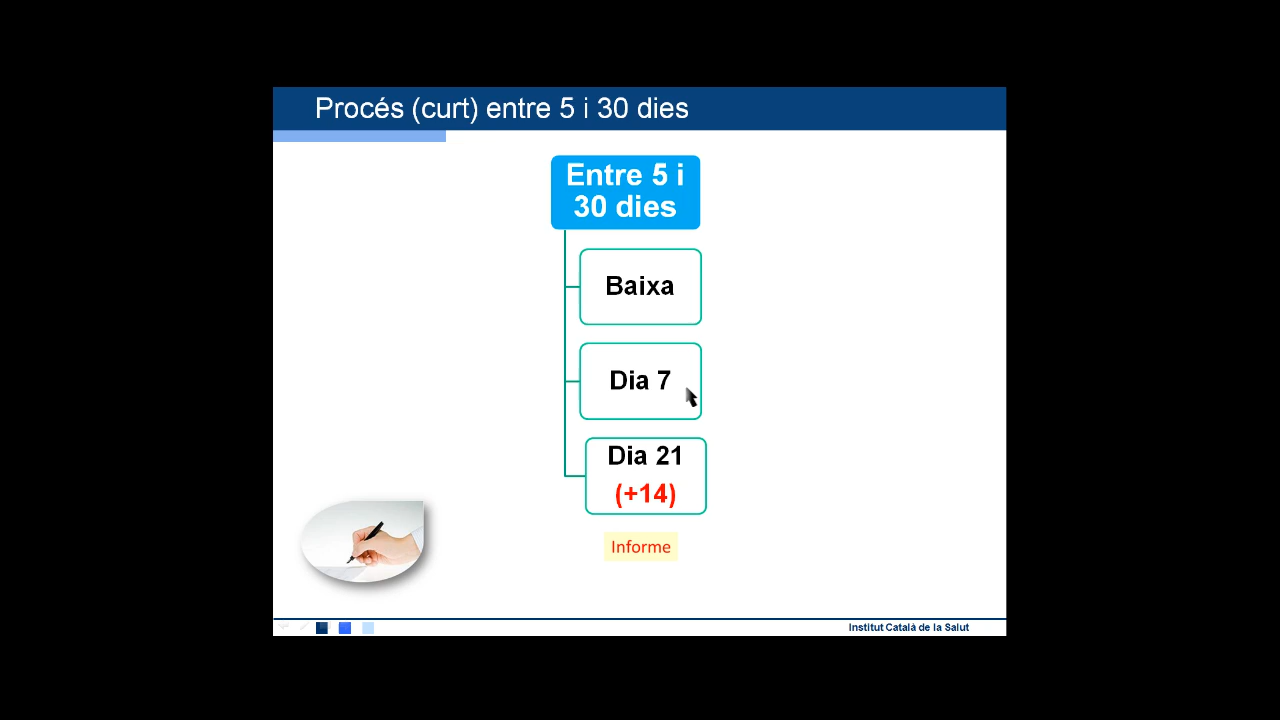 Procés (curt) entre 5 i 30 dies
Entre 5 i
30 dies
Baixa
Dia 7
Dia 21
(+14)
Informe
Institut Català de la Salut